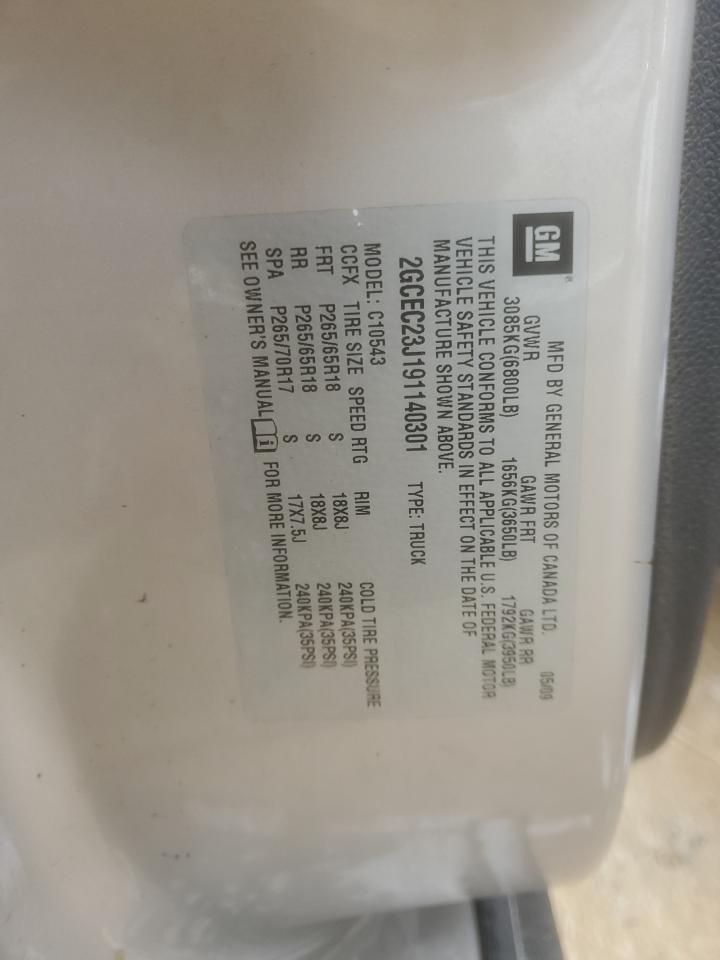 GM
MFD BY GENERAL MOTORS OF CANADA LTD. 05/09
GVWR GAWR FRT GAWR RR
3085KG(6800LB) 1656KG(3650LB) 1792KG(3950LB)
THIS VEHICLE CONFORMS TO ALL APPLICABLE U.S. FEDERAL MOTOR
VEHICLE SAFETY STANDARDS IN EFFECT ON THE DATE OF
MANUFACTURE SHOWN ABOVE.
2GCEC23J191140301 TYPE: TRUCK
MODEL: C10543
CCFX TIRE SIZE SPEED RTG RIM COLD TIRE PRESSURE
FRT P265/65R18 S 18X8J 240KPA(35PSI)
RR P265/65R18 S 18X8J 240KPA(35PSI)
SPA P265/70R17 S 17X7.5J 240KPA(35PSI)
SEE OWNER'S MANUAL FOR MORE INFORMATION.